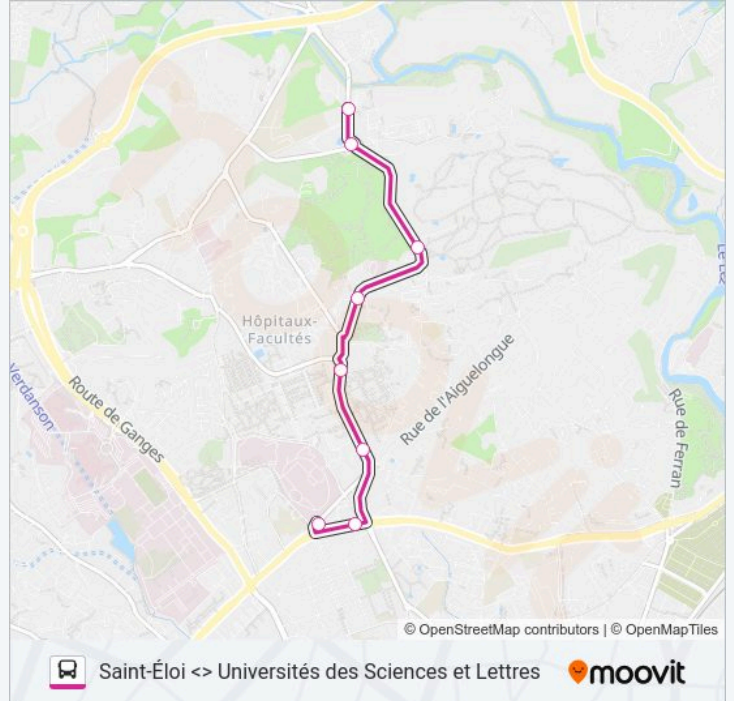 Le Lez
Hôpitaux-
Facultés
Verdanson
Route de Ganges
Rue de l'Aiguelongue
Rue de Ferran
© OpenStreetMap contributors | © OpenMapTiles
Saint-Éloi <> Universités des Sciences et Lettres
moovit